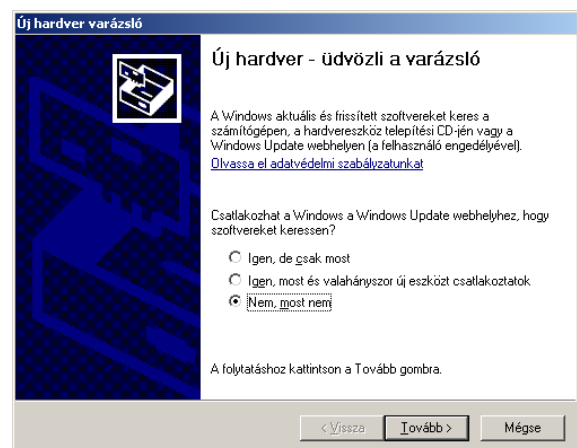 Új hardver varázsló
Új hardver - üdvözli a varázsló
A Windows aktuális és frissített szoftvereket keres a
számítógépen, a hardvereszköz telepítési CD-jén vagy a
Windows Update webhelyen (a felhasználó engedélyével).
Olvassa el adatvédelmi szabályzatunkat
Csatlakozhat a Windows a Windows Update webhelyhez, hogy
szoftvereket keressen?
Igen, de csak most
Igen, most és valahányszor új eszközt csatlakoztatok
Nem, most nem
A folytatáshoz kattintson a Tovább gombra.
< Vissza
Tovább >
Mégse